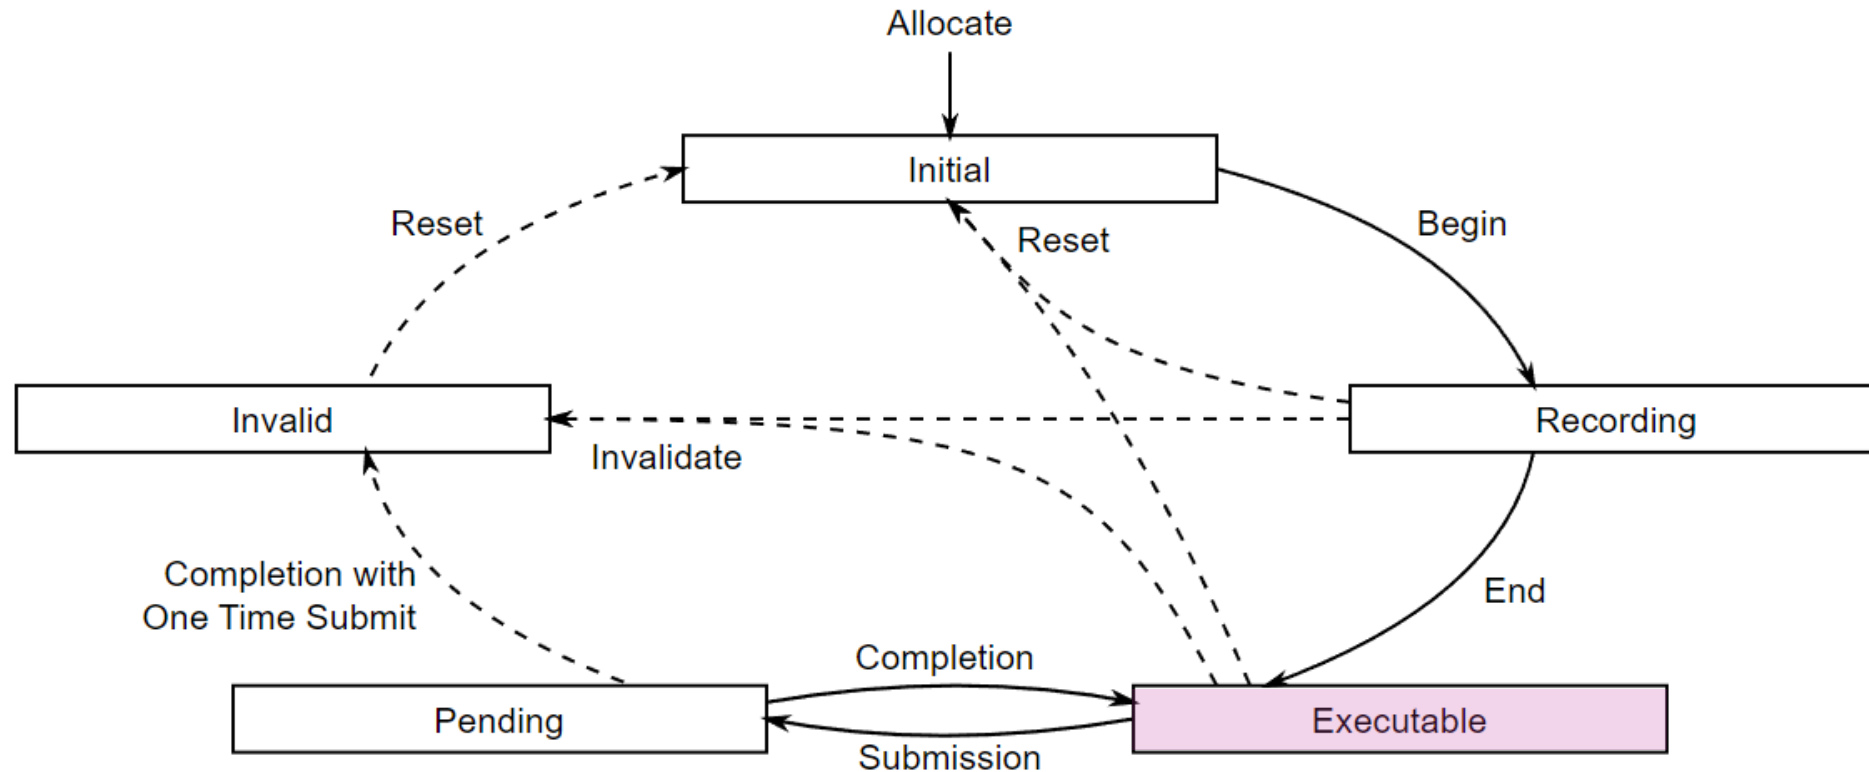 Allocate
Initial
Reset
Reset
Begin
Invalid
Invalidate
Recording
Completion with
One Time Submit
End
Completion
Pending
Executable
Submission